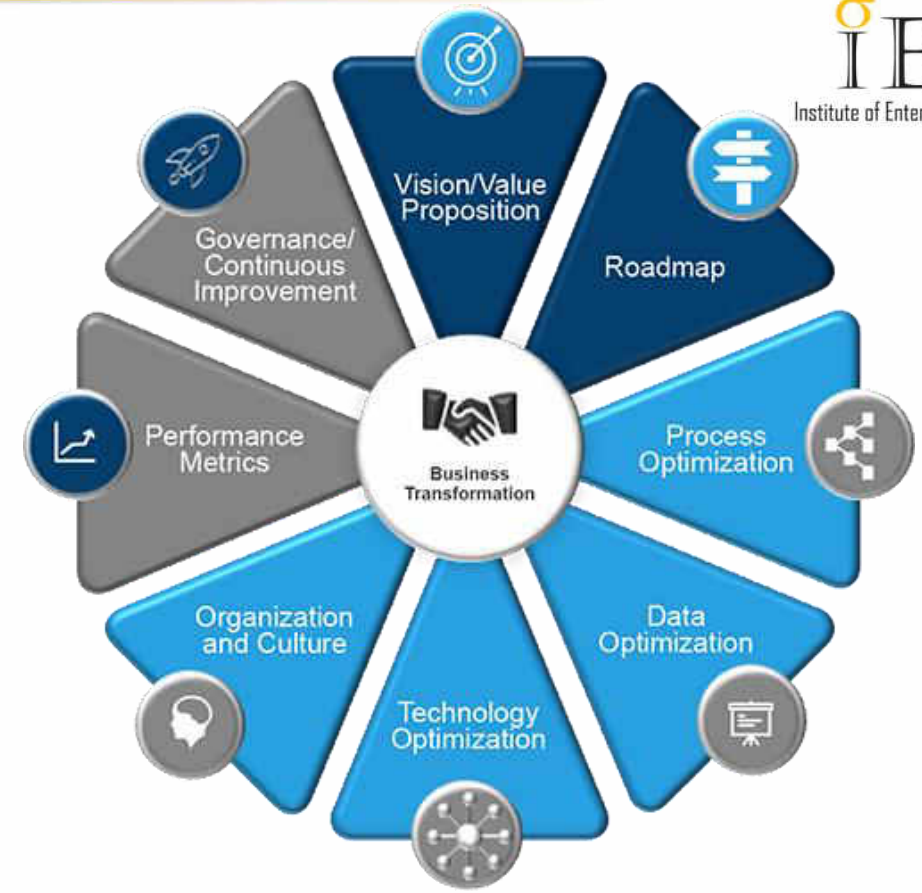 Institute of
Vision/Value
Proposition
Roadmap
Process
Optimization
Data
Optimization
Technology
Optimization
Organization
and Culture
Performance
Metrics
Governance/
Continuous
Improvement
Business
Transformation